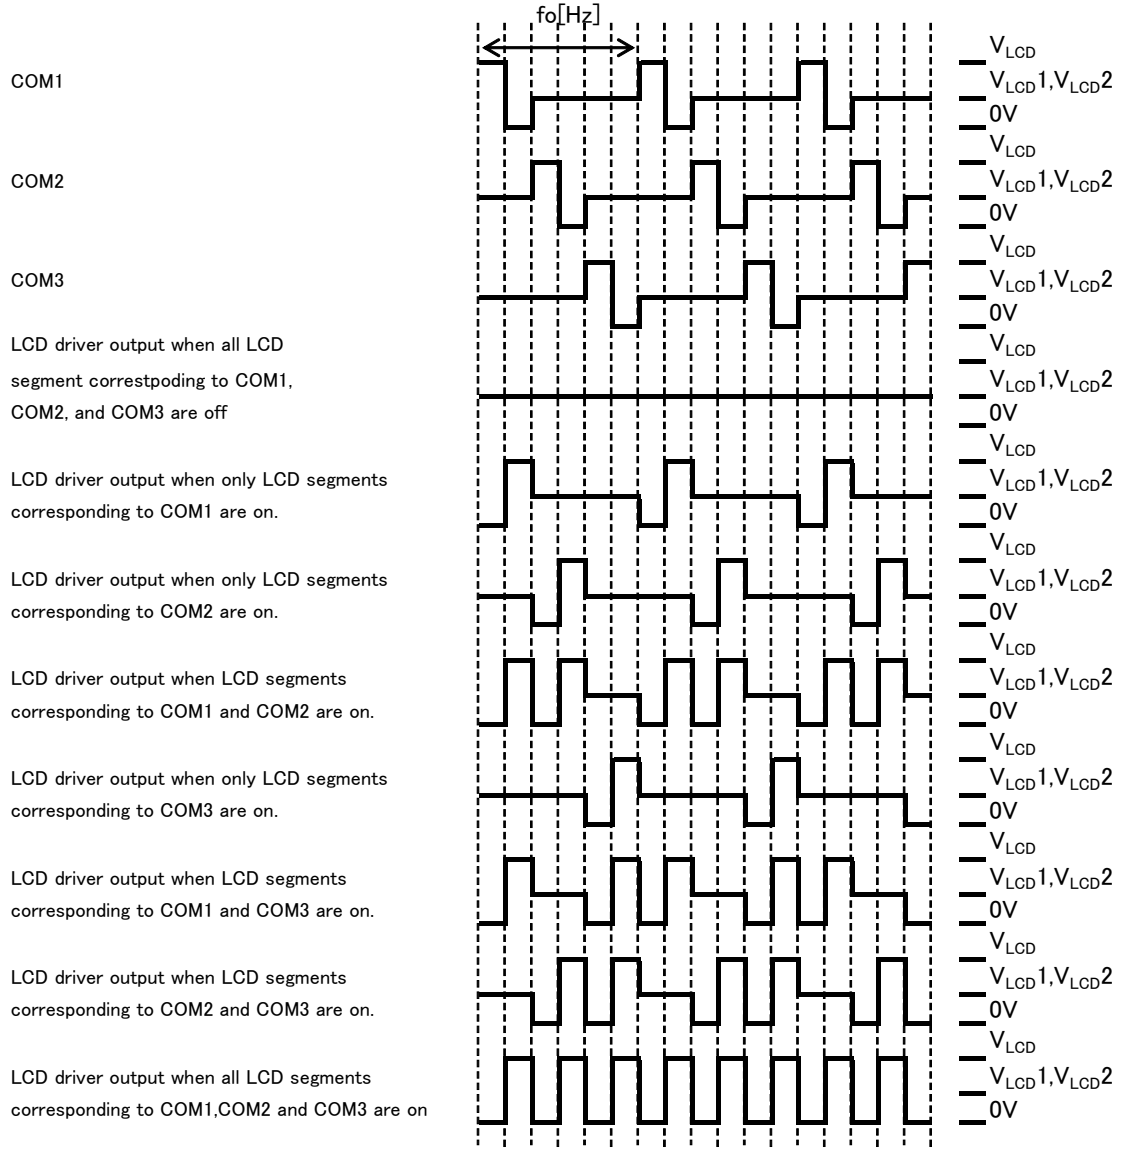 fo[Hz]
COM1
VLCD
VLCD1,VLCD2
0V
COM2
VLCD
VLCD1,VLCD2
0V
COM3
VLCD
VLCD1,VLCD2
0V
LCD driver output when all LCD
segment correstpoding to COM1,
COM2, and COM3 are off
VLCD
VLCD1,VLCD2
0V
LCD driver output when only LCD segments
corresponding to COM1 are on.
VLCD
VLCD1,VLCD2
0V
LCD driver output when only LCD segments
corresponding to COM2 are on.
VLCD
VLCD1,VLCD2
0V
LCD driver output when LCD segments
corresponding to COM1 and COM2 are on.
VLCD
VLCD1,VLCD2
0V
LCD driver output when only LCD segments
corresponding to COM3 are on.
VLCD
VLCD1,VLCD2
0V
LCD driver output when LCD segments
corresponding to COM1 and COM3 are on.
VLCD
VLCD1,VLCD2
0V
LCD driver output when LCD segments
corresponding to COM2 and COM3 are on.
VLCD
VLCD1,VLCD2
0V
LCD driver output when all LCD segments
corresponding to COM1,COM2 and COM3 are on
VLCD
VLCD1,VLCD2
0V